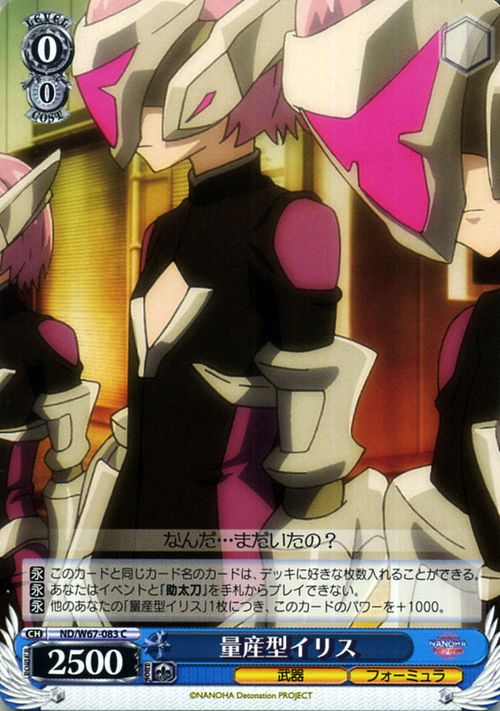 LEVEL
0
0
COST
なんだ…まだいたの？
永 このカードと同じカード名のカードは、デッキに好きな枚数入れることができる。
永 あなたはイベントと「助太刀」を手札からプレイできない。
永 他のあなたの「量産型イリス」1枚につき、このカードのパワーを+1000。
CH ND/W67-083 C
POWER 2500 SOUL 量産型イリス NANOHA
武器 フォーミュラ
©NANOHA Detonation PROJECT